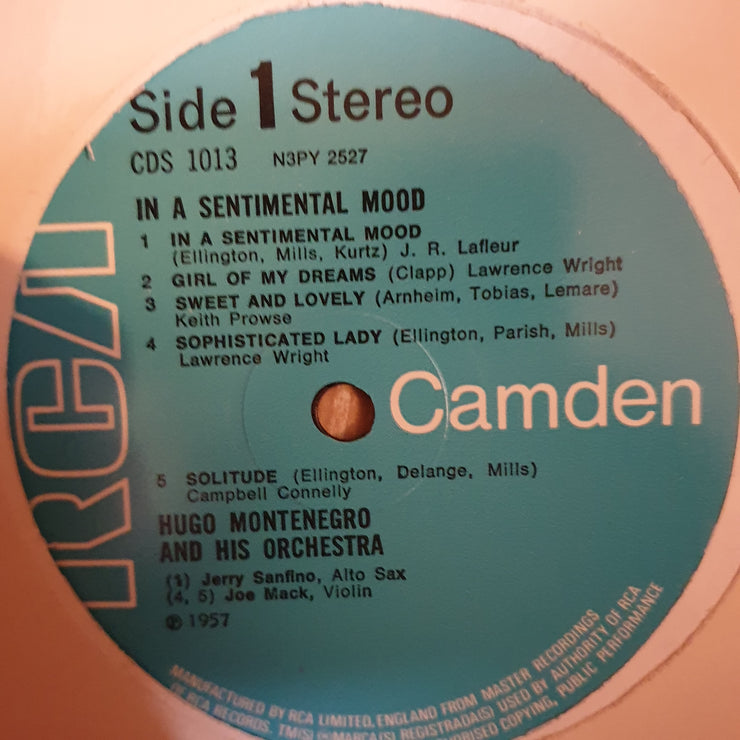 Side 1 Stereo
CDS 1013 N3PY 2527
IN A SENTIMENTAL MOOD
1 IN A SENTIMENTAL MOOD
(Ellington, Mills, Kurtz) J. R. Lafleur
2 GIRL OF MY DREAMS (Clapp) Lawrence Wright
3 SWEET AND LOVELY (Arnheim, Tobias, Lemare)
Keith Prowse
4 SOPHISTICATED LADY (Ellington, Parish, Mills)
Lawrence Wright
RCA
Camden
5 SOLITUDE (Ellington, Delange, Mills)
Campbell Connelly
HUGO MONTENEGRO
AND HIS ORCHESTRA
(1) Jerry Sanfino, Alto Sax
(4, 5) Joe Mack, Violin
℗ 1957
MANUFACTURED BY RCA LIMITED, ENGLAND FROM MASTER RECORDINGS
OF RCA RECORDS. TM(S) ® MARCA(S) REGISTRADA(S) USED BY AUTHORITY OF RCA
COPYING, PUBLIC PERFORMANCE